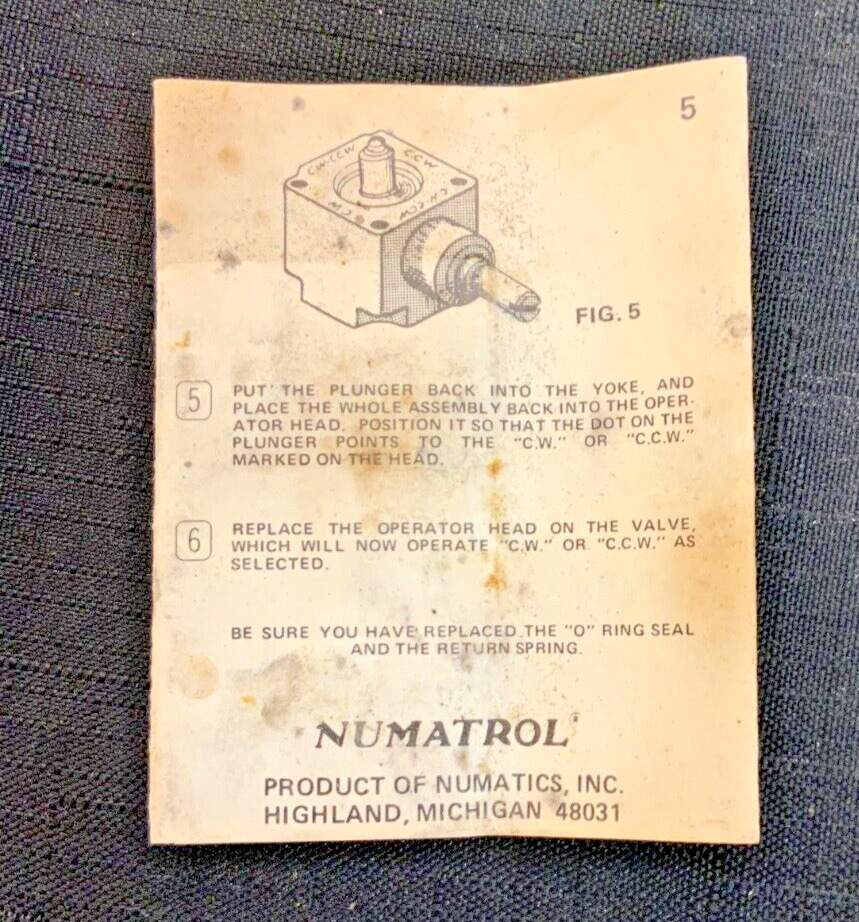 5
CW-CCW
CCW
CW
CW-CCW
FIG. 5
5
PUT THE PLUNGER BACK INTO THE YOKE, AND
PLACE THE WHOLE ASSEMBLY BACK INTO THE OPER-
ATOR HEAD. POSITION IT SO THAT THE DOT ON THE
PLUNGER POINTS TO THE "C.W." OR "C.C.W."
MARKED ON THE HEAD.
6
REPLACE THE OPERATOR HEAD ON THE VALVE,
WHICH WILL NOW OPERATE "C.W." OR "C.C.W." AS
SELECTED.
BE SURE YOU HAVE REPLACED THE "O" RING SEAL
AND THE RETURN SPRING.
NUMATROL
PRODUCT OF NUMATICS, INC.
HIGHLAND, MICHIGAN 48031